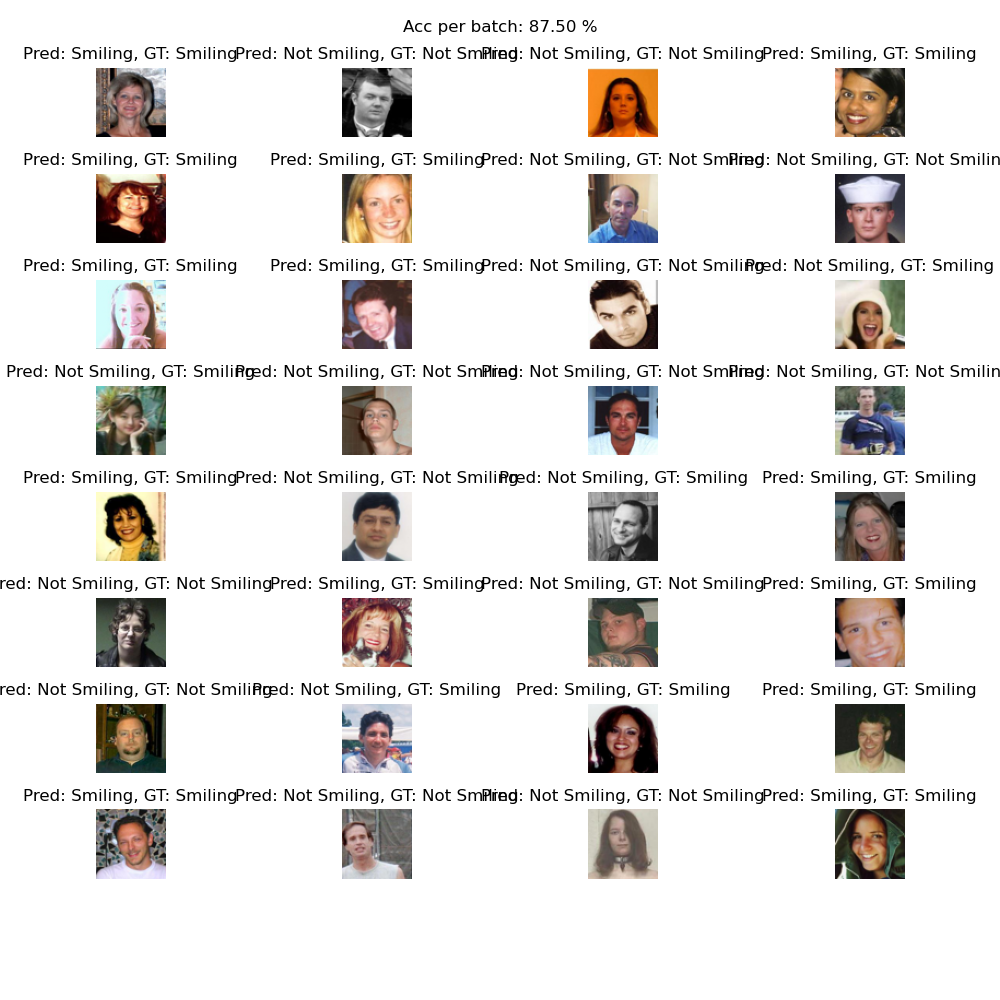 Acc per batch: 87.50 %
Pred: Smiling, GT: Smiling Pred: Not Smiling, GT: Not Smiling Pred: Not Smiling, GT: Not Smiling Pred: Smiling, GT: Smiling
Pred: Smiling, GT: Smiling Pred: Smiling, GT: Smiling Pred: Not Smiling, GT: Not Smiling Pred: Not Smiling, GT: Not Smilin
Pred: Smiling, GT: Smiling Pred: Smiling, GT: Smiling Pred: Not Smiling, GT: Not Smiling Pred: Not Smiling, GT: Smiling
Pred: Not Smiling, GT: Smiling Pred: Not Smiling, GT: Not Smiling Pred: Not Smiling, GT: Not Smiling Pred: Not Smiling, GT: Not Smilin
Pred: Smiling, GT: Smiling Pred: Not Smiling, GT: Not Smiling Pred: Not Smiling, GT: Smiling Pred: Smiling, GT: Smiling
red: Not Smiling, GT: Not Smiling Pred: Smiling, GT: Smiling Pred: Not Smiling, GT: Not Smiling Pred: Smiling, GT: Smiling
red: Not Smiling, GT: Not Smiling Pred: Not Smiling, GT: Smiling Pred: Smiling, GT: Smiling Pred: Smiling, GT: Smiling
Pred: Smiling, GT: Smiling Pred: Not Smiling, GT: Not Smiling Pred: Not Smiling, GT: Not Smiling Pred: Smiling, GT: Smiling